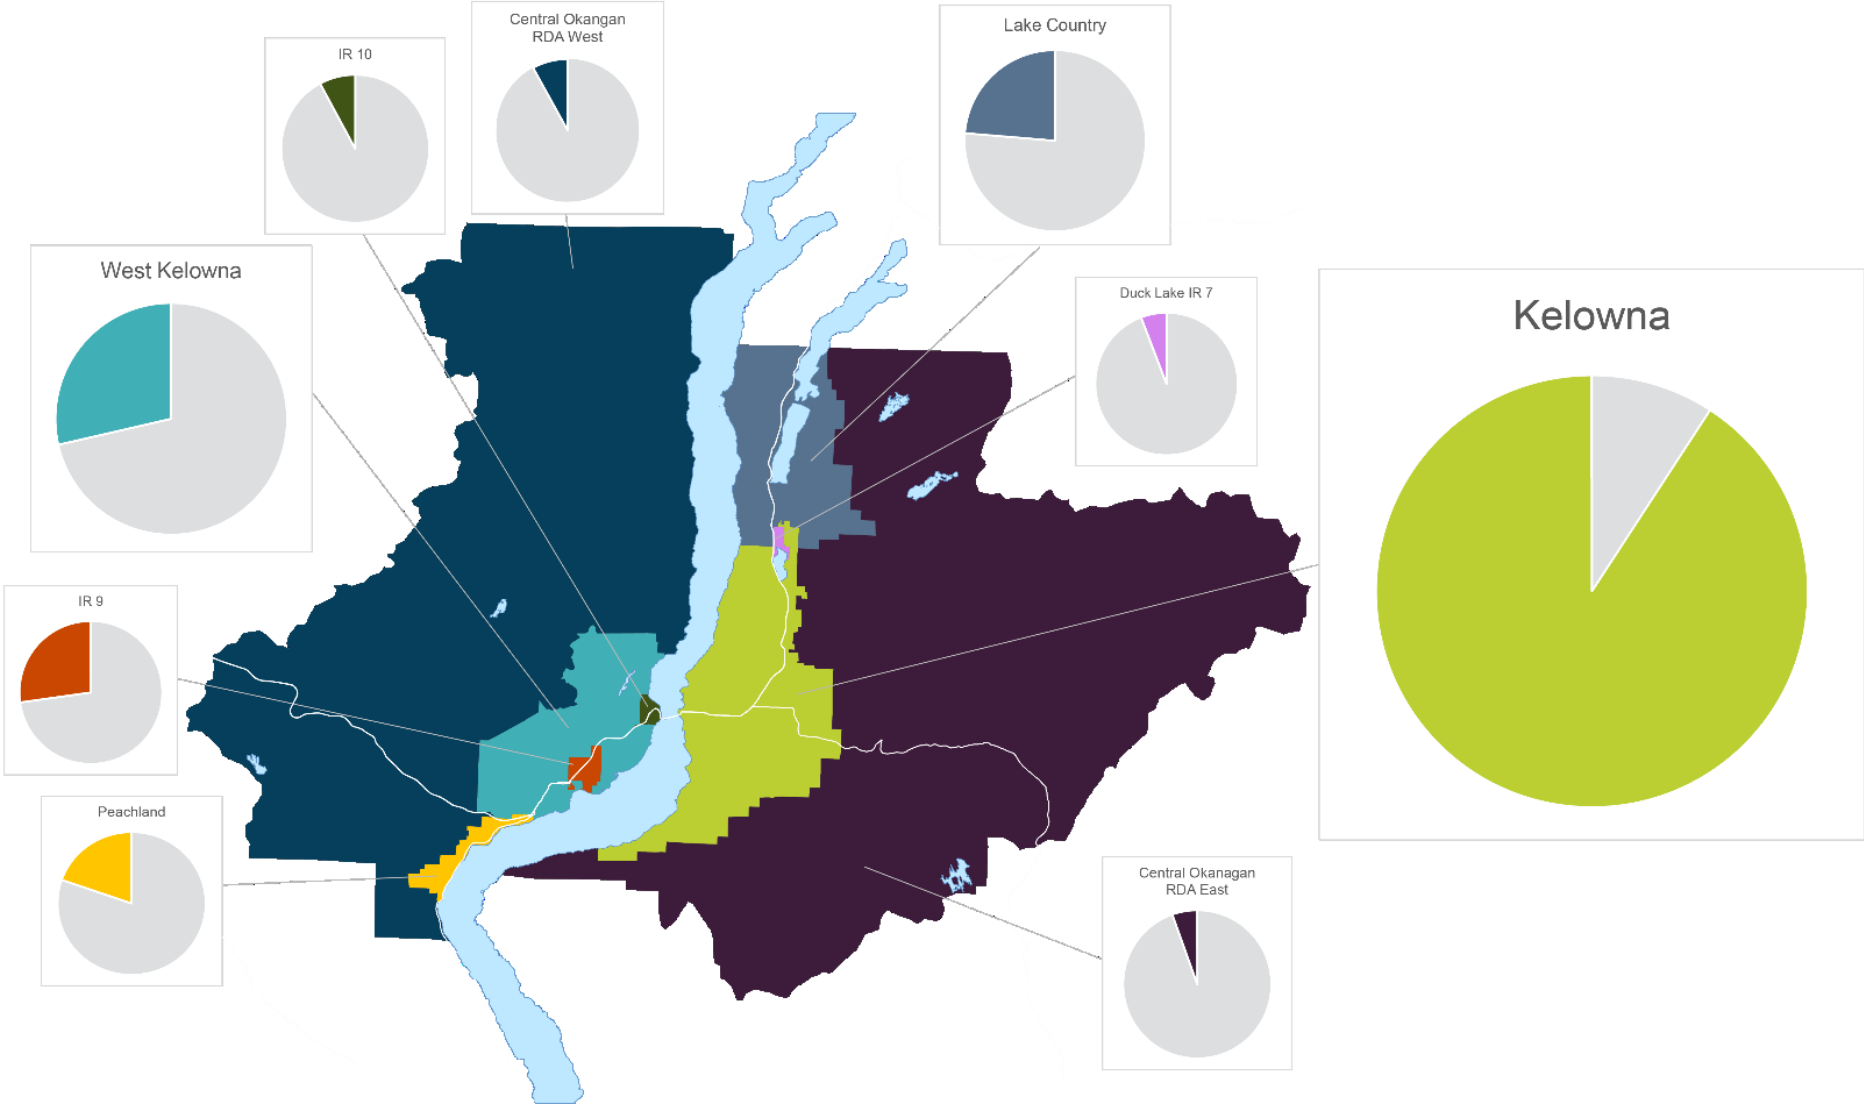 Central Okangan
RDA West
Lake Country
IR 10
West Kelowna
Duck Lake IR 7
Kelowna
IR 9
Peachland
Central Okanagan
RDA East